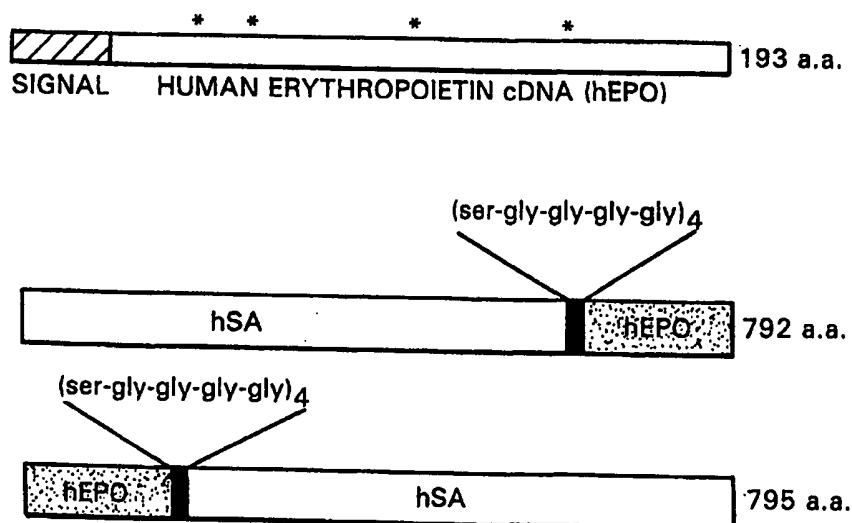 * * * *
193 a.a.
SIGNAL HUMAN ERYTHROPOIETIN cDNA (hEPO)
(ser-gly-gly-gly-gly)4
hSA hEPO 792 a.a.
(ser-gly-gly-gly-gly)4
hEPO hSA 795 a.a.